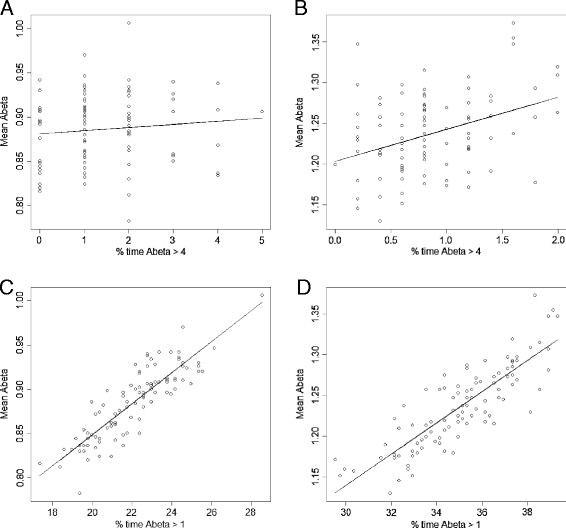 A
B
Mean Abeta
0.80 0.85 0.90 0.95 1.00
0 1 2 3 4 5
% time Abeta > 4
Mean Abeta
1.15 1.20 1.25 1.30 1.35
0.0 0.5 1.0 1.5 2.0
% time Abeta > 4
C
D
Mean Abeta
0.80 0.85 0.90 0.95 1.00
18 20 22 24 26 28
% time Abeta > 1
Mean Abeta
1.15 1.20 1.25 1.30 1.35
30 32 34 36 38
% time Abeta > 1